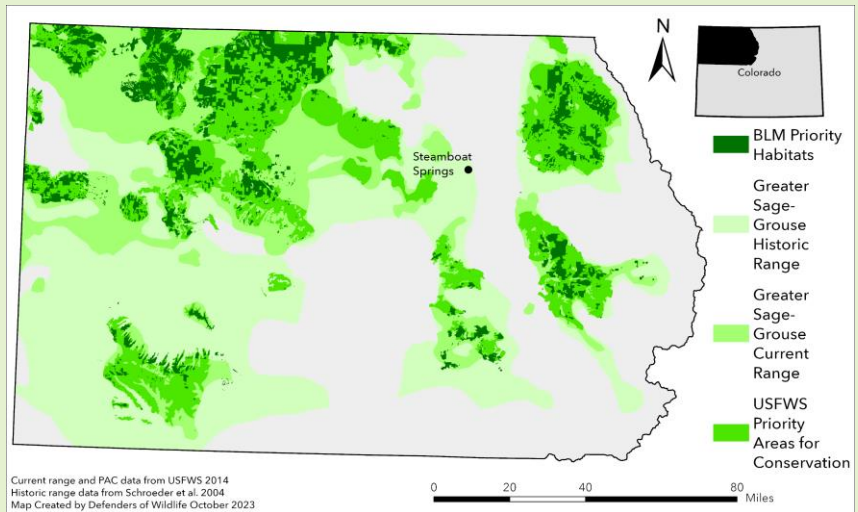 N
Colorado
Steamboat
Springs
BLM Priority
Habitats
Greater
Sage-
Grouse
Historic
Range
Greater
Sage-
Grouse
Current
Range
USFWS
Priority
Areas for
Conservation
Current range and PAC data from USFWS 2014
Historic range data from Schroeder et al. 2004
Map Created by Defenders of Wildlife October 2023
0 20 40 80
Miles